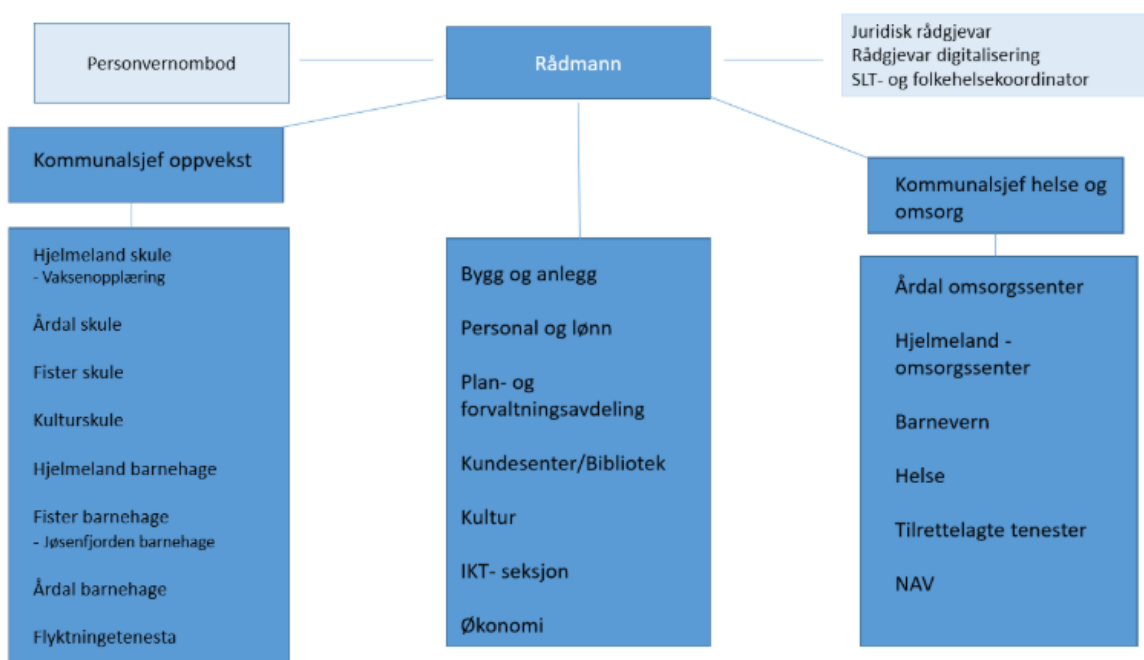 Personvernombod
Rådmann
Juridisk rådgjevar
Rådgjevar digitalisering
SLT- og folkehelsekoordinator
Kommunalsjef oppvekst
Hjelmeland skule
- Vaksenopplæring
Årdal skule
Fister skule
Kulturskule
Hjelmeland barnehage
Fister barnehage
- Jøsenfjorden barnehage
Årdal barnehage
Flyktningetenesta
Bygg og anlegg
Personal og lønn
Plan- og
forvaltningsavdeling
Kundesenter/Bibliotek
Kultur
IKT- seksjon
Økonomi
Kommunalsjef helse og
omsorg
Årdal omsorgssenter
Hjelmeland -
omsorgssenter
Barnevern
Helse
Tilrettelagte tenester
NAV